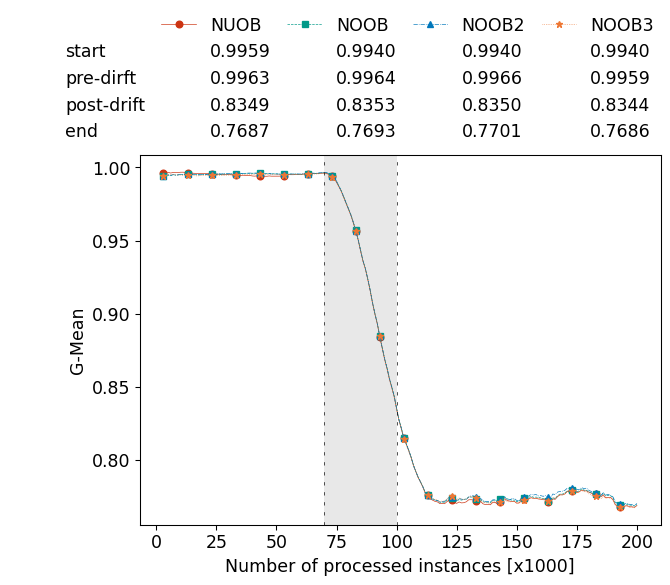 NUOB NOOB NOOB2 NOOB3
start 0.9959 0.9940 0.9940 0.9940
pre-dirft 0.9963 0.9964 0.9966 0.9959
post-drift 0.8349 0.8353 0.8350 0.8344
end 0.7687 0.7693 0.7701 0.7686
1.00
0.95
0.90
0.85
0.80
G-Mean
0 25 50 75 100 125 150 175 200
Number of processed instances [x1000]